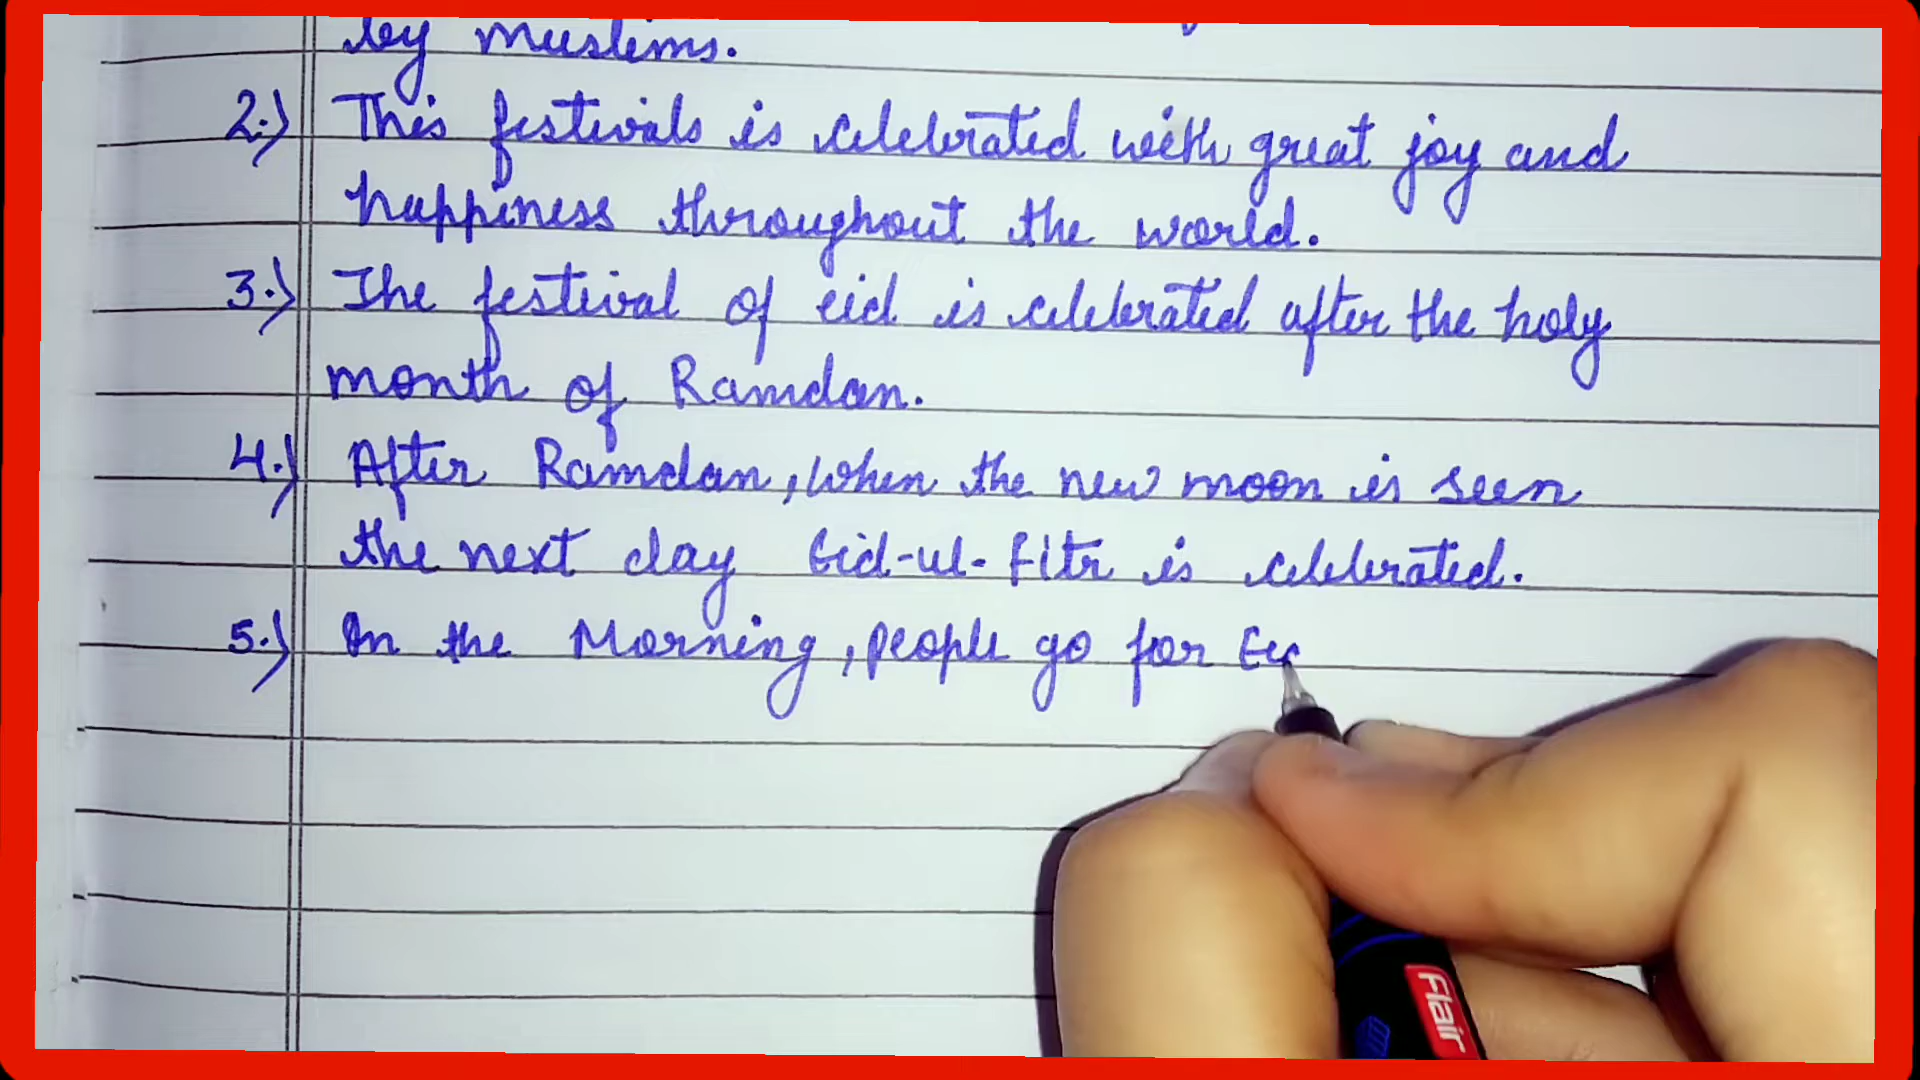 by muslims.
2.) This festivals is celebrated with great joy and
happiness throughout the world.
3.) The festival of eid is celebrated after the holy
month of Ramdan.
4.) After Ramdan, when the new moon is seen
the next day Eid-ul-Fitr is celebrated.
5.) In the Morning, people go for
Flair